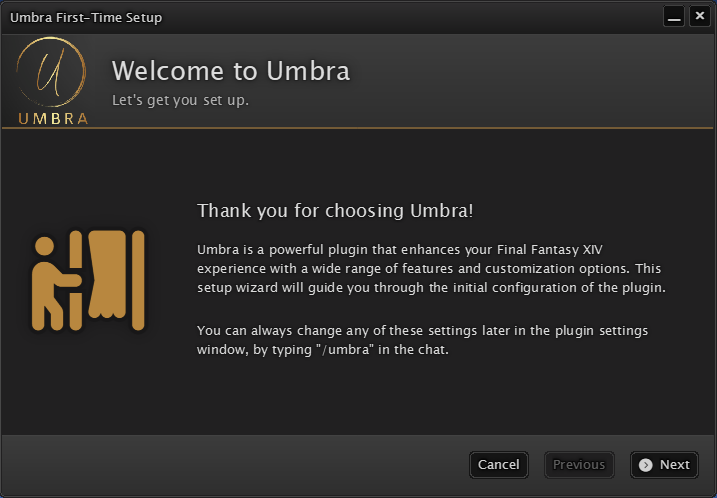 Umbra First-Time Setup
UMBRA
Welcome to Umbra
Let's get you set up.
Thank you for choosing Umbra!
Umbra is a powerful plugin that enhances your Final Fantasy XIV
experience with a wide range of features and customization options. This
setup wizard will guide you through the initial configuration of the plugin.
You can always change any of these settings later in the plugin settings
window, by typing "/umbra" in the chat.
Cancel
Previous
Next